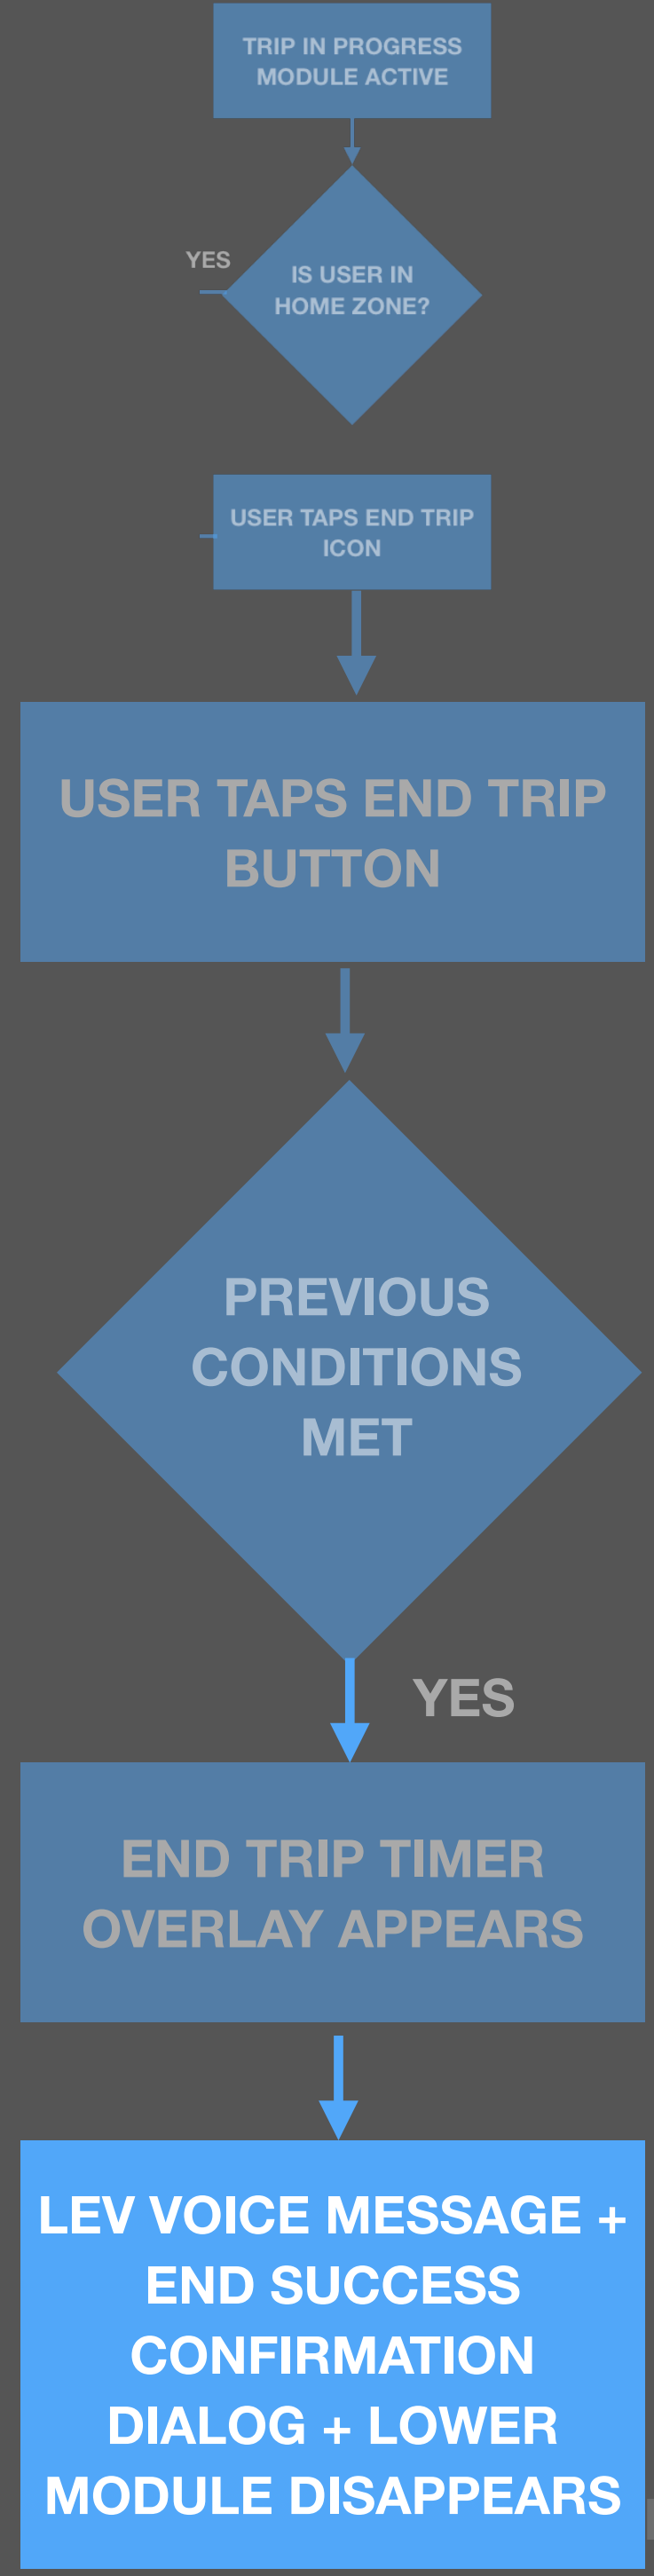 TRIP IN PROGRESS
MODULE ACTIVE
YES
IS USER IN
HOME ZONE?
USER TAPS END TRIP
ICON
USER TAPS END TRIP
BUTTON
PREVIOUS
CONDITIONS
MET
YES
END TRIP TIMER
OVERLAY APPEARS
LEV VOICE MESSAGE +
END SUCCESS
CONFIRMATION
DIALOG + LOWER
MODULE DISAPPEARS